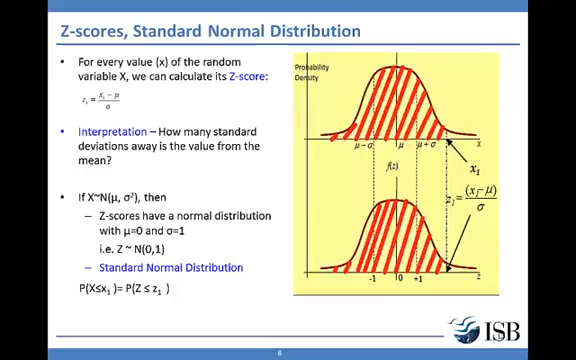 Z-scores, Standard Normal Distribution
• For every value (x) of the random
variable X, we can calculate its Z-score:
zᵢ = (xᵢ − μ) / σ
• Interpretation – How many standard
deviations away is the value from the
mean?
• If X~N(μ, σ²), then
– Z-scores have a normal distribution
with μ=0 and σ=1
i.e. Z ~ N(0,1)
– Standard Normal Distribution
P(X≤x₁)= P(Z ≤ z₁ )
Probability
Density
μ − σ μ μ + σ x
x₁
f(z)
z₁ = (x₁ − μ) / σ
-1 0 +1 z
ISB
8